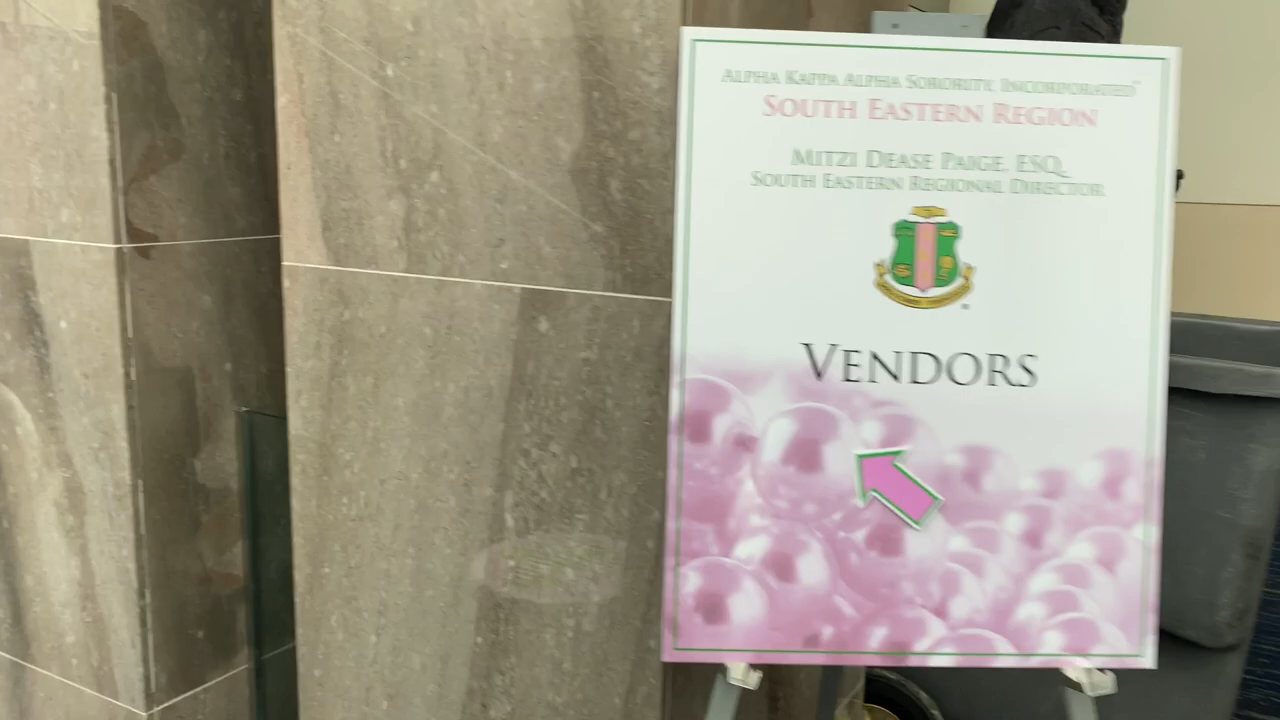 ALPHA KAPPA ALPHA SORORITY, INCORPORATED
SOUTH EASTERN REGION
MITZI DEASE PAIGE, ESQ.
SOUTH EASTERN REGIONAL DIRECTOR
VENDORS